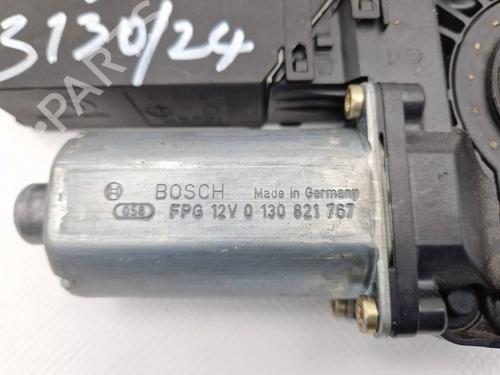 3130/24
BOSCH Made in Germany
058 FPG 12V 0 130 821 767